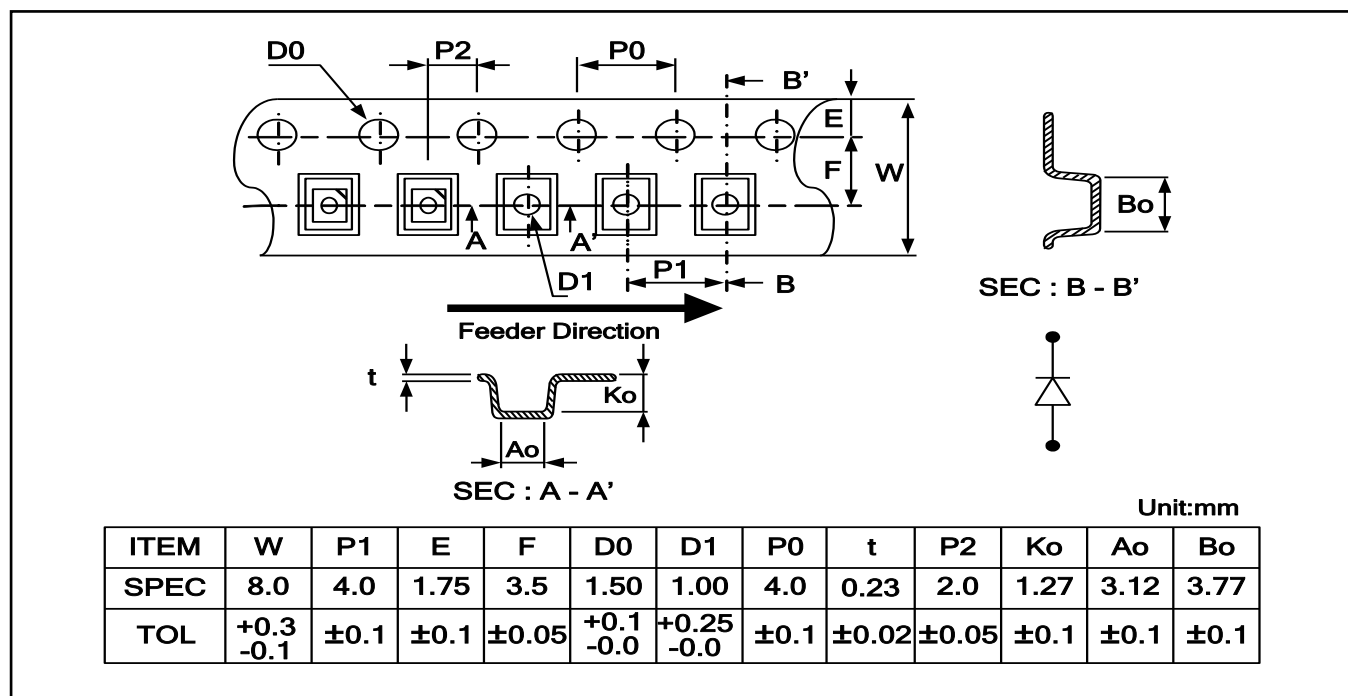 D0 P2 P0 B’
E
F W
A A’
D1 P1 B
Feeder Direction
Bo
SEC : B - B’
t Ko
Ao
SEC : A - A’
Unit:mm
ITEM W P1 E F D0 D1 P0 t P2 Ko Ao Bo
SPEC 8.0 4.0 1.75 3.5 1.50 1.00 4.0 0.23 2.0 1.27 3.12 3.77
TOL +0.3 -0.1 ±0.1 ±0.1 ±0.05 +0.1 -0.0 +0.25 -0.0 ±0.1 ±0.02 ±0.05 ±0.1 ±0.1 ±0.1